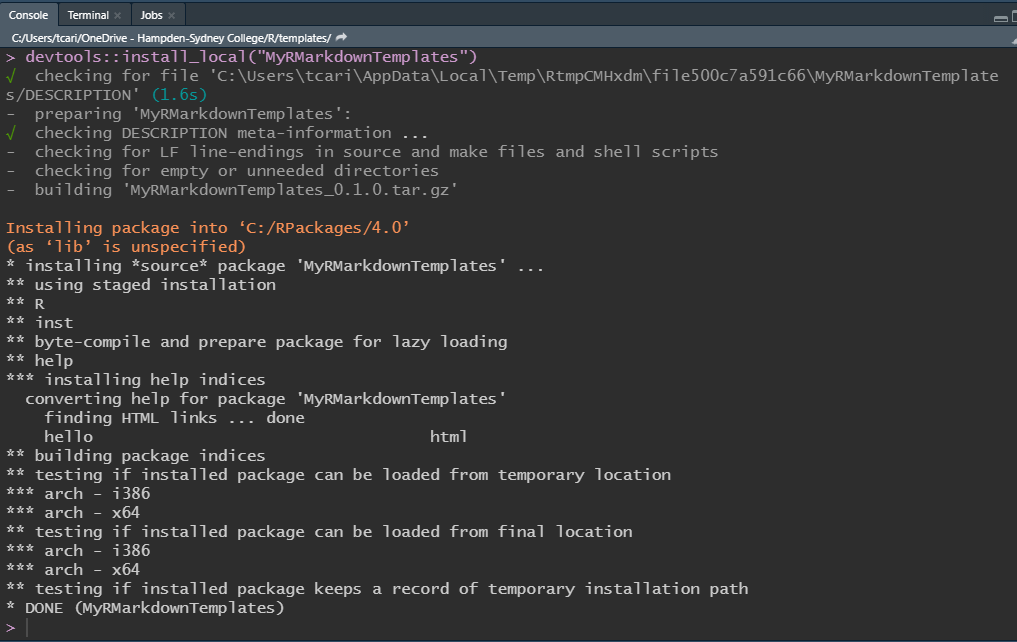 Console Terminal × Jobs ×
C:/Users/tcari/OneDrive - Hampden-Sydney College/R/templates/
> devtools::install_local("MyRMarkdownTemplates")
√  checking for file 'C:\Users\tcari\AppData\Local\Temp\RtmpCMHxdm\file500c7a591c66\MyRMarkdownTemplate
s/DESCRIPTION' (1.6s)
-  preparing 'MyRMarkdownTemplates':
√  checking DESCRIPTION meta-information ...
-  checking for LF line-endings in source and make files and shell scripts
-  checking for empty or unneeded directories
-  building 'MyRMarkdownTemplates_0.1.0.tar.gz'
Installing package into ‘C:/RPackages/4.0’
(as ‘lib’ is unspecified)
* installing *source* package 'MyRMarkdownTemplates' ...
** using staged installation
** R
** inst
** byte-compile and prepare package for lazy loading
** help
*** installing help indices
  converting help for package 'MyRMarkdownTemplates'
    finding HTML links ... done
    hello                                   html
** building package indices
** testing if installed package can be loaded from temporary location
*** arch - i386
*** arch - x64
** testing if installed package can be loaded from final location
*** arch - i386
*** arch - x64
** testing if installed package keeps a record of temporary installation path
* DONE (MyRMarkdownTemplates)
>